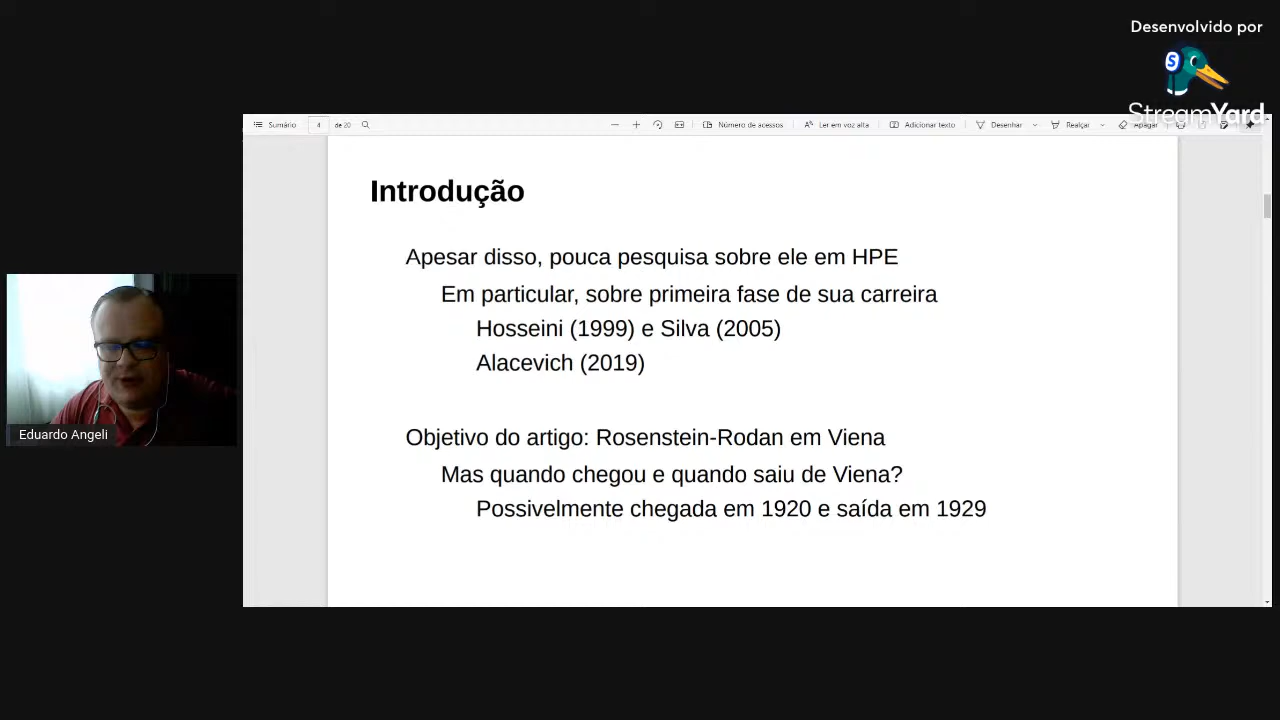 Desenvolvido por
StreamYard
Sumário 4 de 20 Número de acessos Ler em voz alta Adicionar texto Desenhar Realçar Apagar
Introdução
Apesar disso, pouca pesquisa sobre ele em HPE
Em particular, sobre primeira fase de sua carreira
Hosseini (1999) e Silva (2005)
Alacevich (2019)
Eduardo Angeli
Objetivo do artigo: Rosenstein-Rodan em Viena
Mas quando chegou e quando saiu de Viena?
Possivelmente chegada em 1920 e saída em 1929